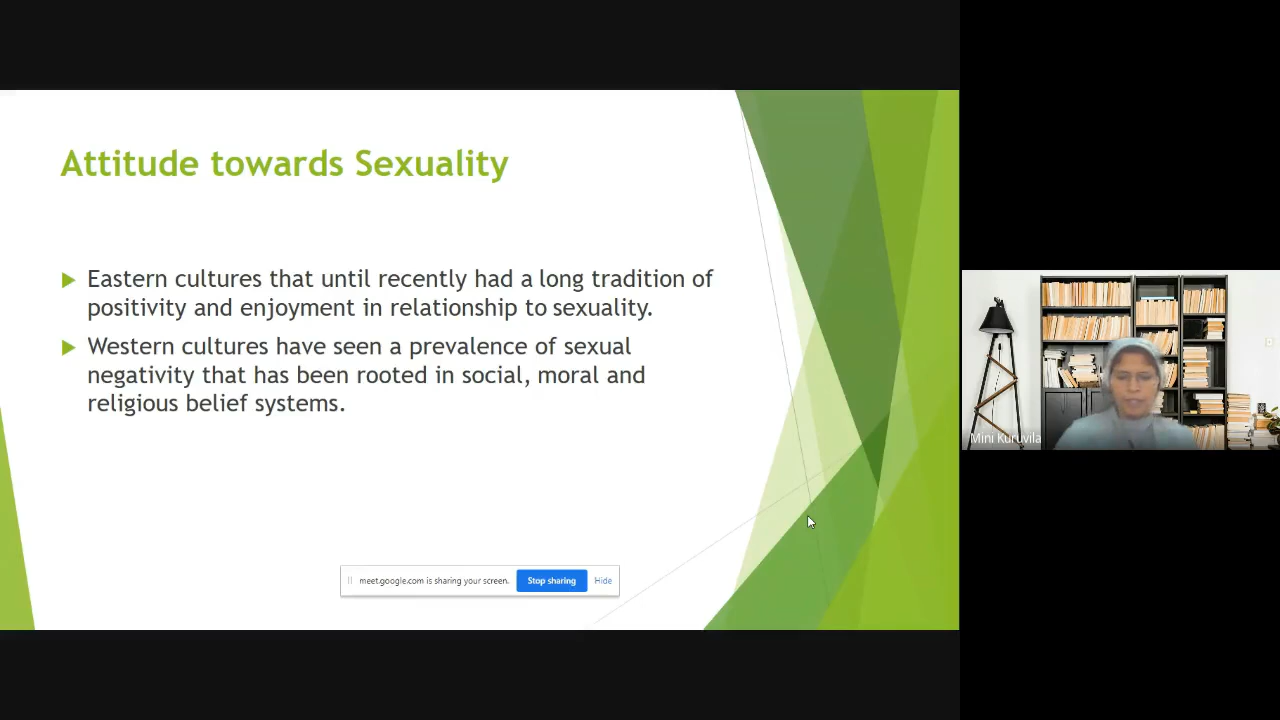 Attitude towards Sexuality
Eastern cultures that until recently had a long tradition of
positivity and enjoyment in relationship to sexuality.
Western cultures have seen a prevalence of sexual
negativity that has been rooted in social, moral and
religious belief systems.
meet.google.com is sharing your screen. Stop sharing Hide
Mini Kuruvila